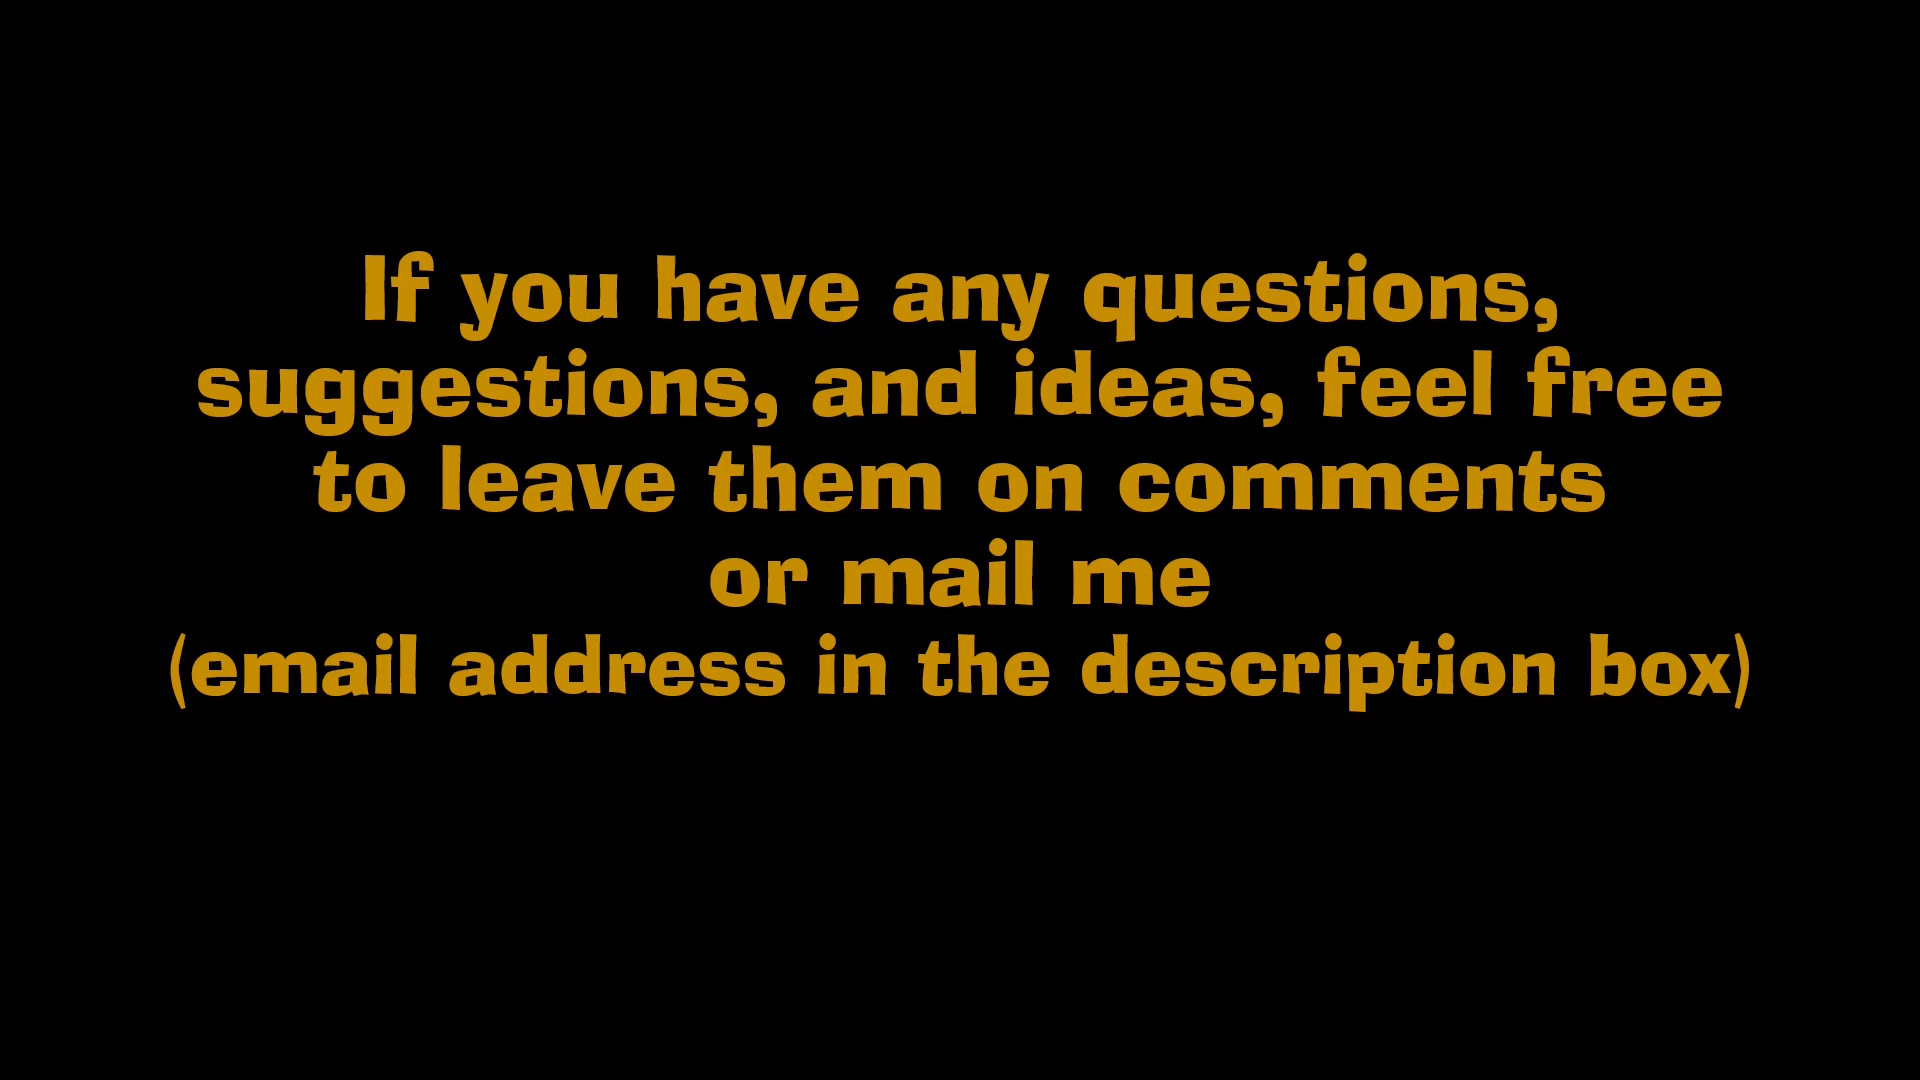 If you have any questions,
suggestions, and ideas, feel free
to leave them on comments
or mail me
(email address in the description box)